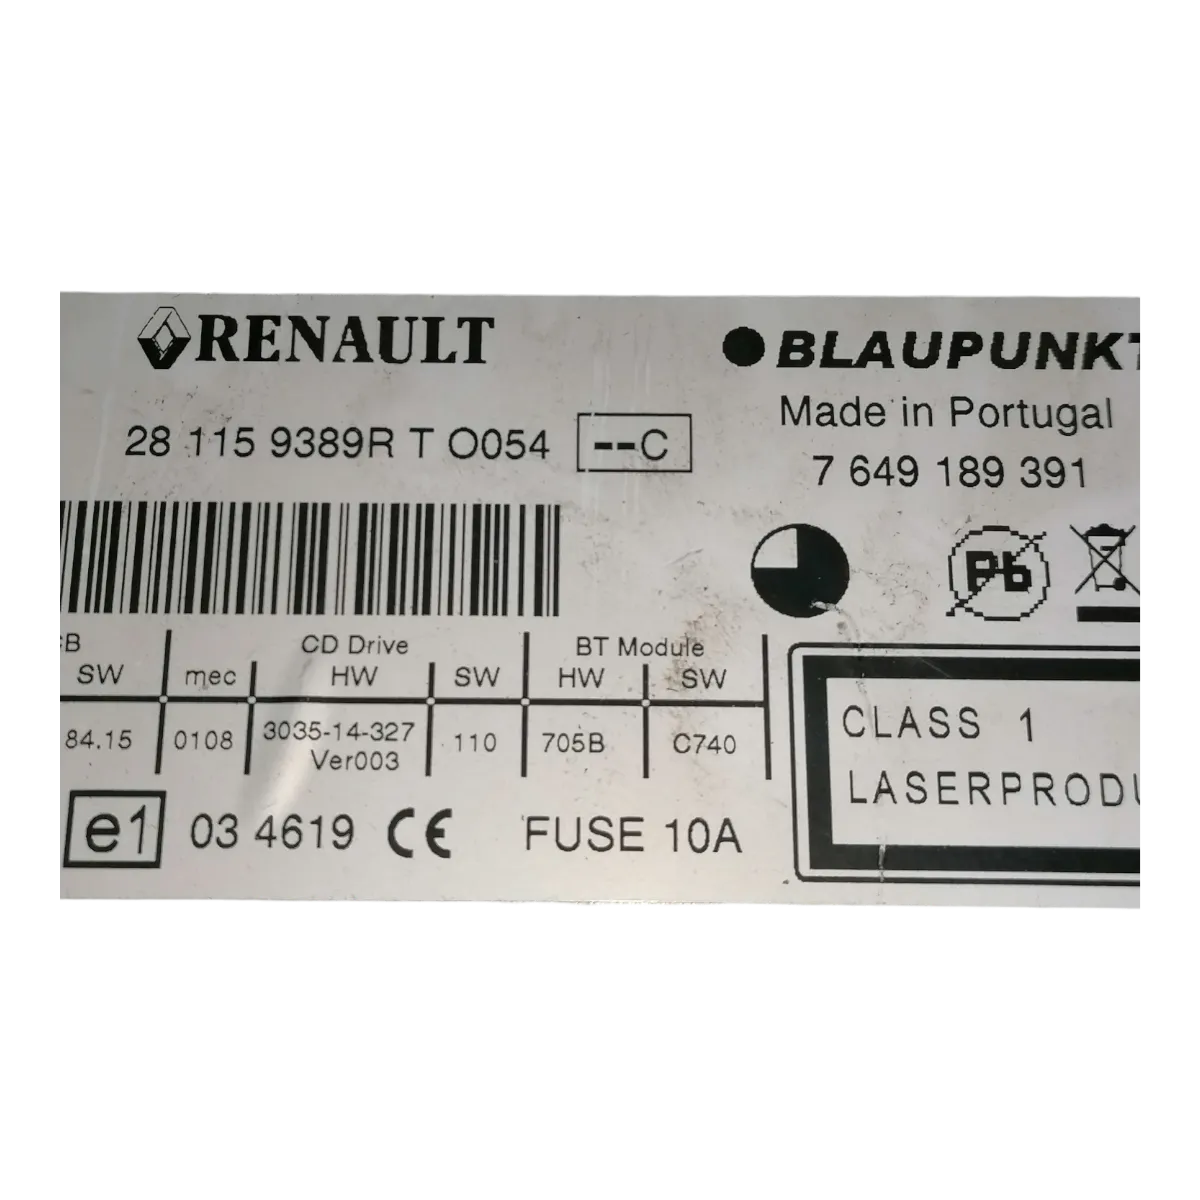 RENAULT
BLAUPUNKT
Made in Portugal
28 115 9389R T O054 --C
7 649 189 391
Pb
CD Drive BT Module
SW mec HW SW HW SW
84.15 0108 3035-14-327 Ver003 110 705B C740
CLASS 1
LASERPRODU
e1 03 4619 CE FUSE 10A